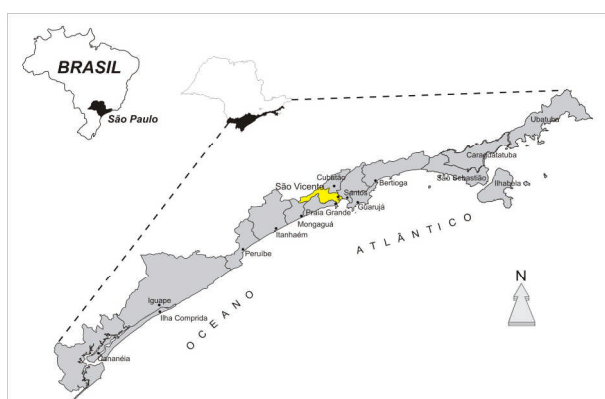 BRASIL
São Paulo
Ubatuba
Caraguatatuba
Cubatão
São Vicente
Santos
Bertioga
São Sebastião
Ilhabela
Guarujá
Praia Grande
Mongaguá
Itanhaém
Peruíbe
Iguape
Ilha Comprida
Cananéia
OCEANO ATLÂNTICO
N